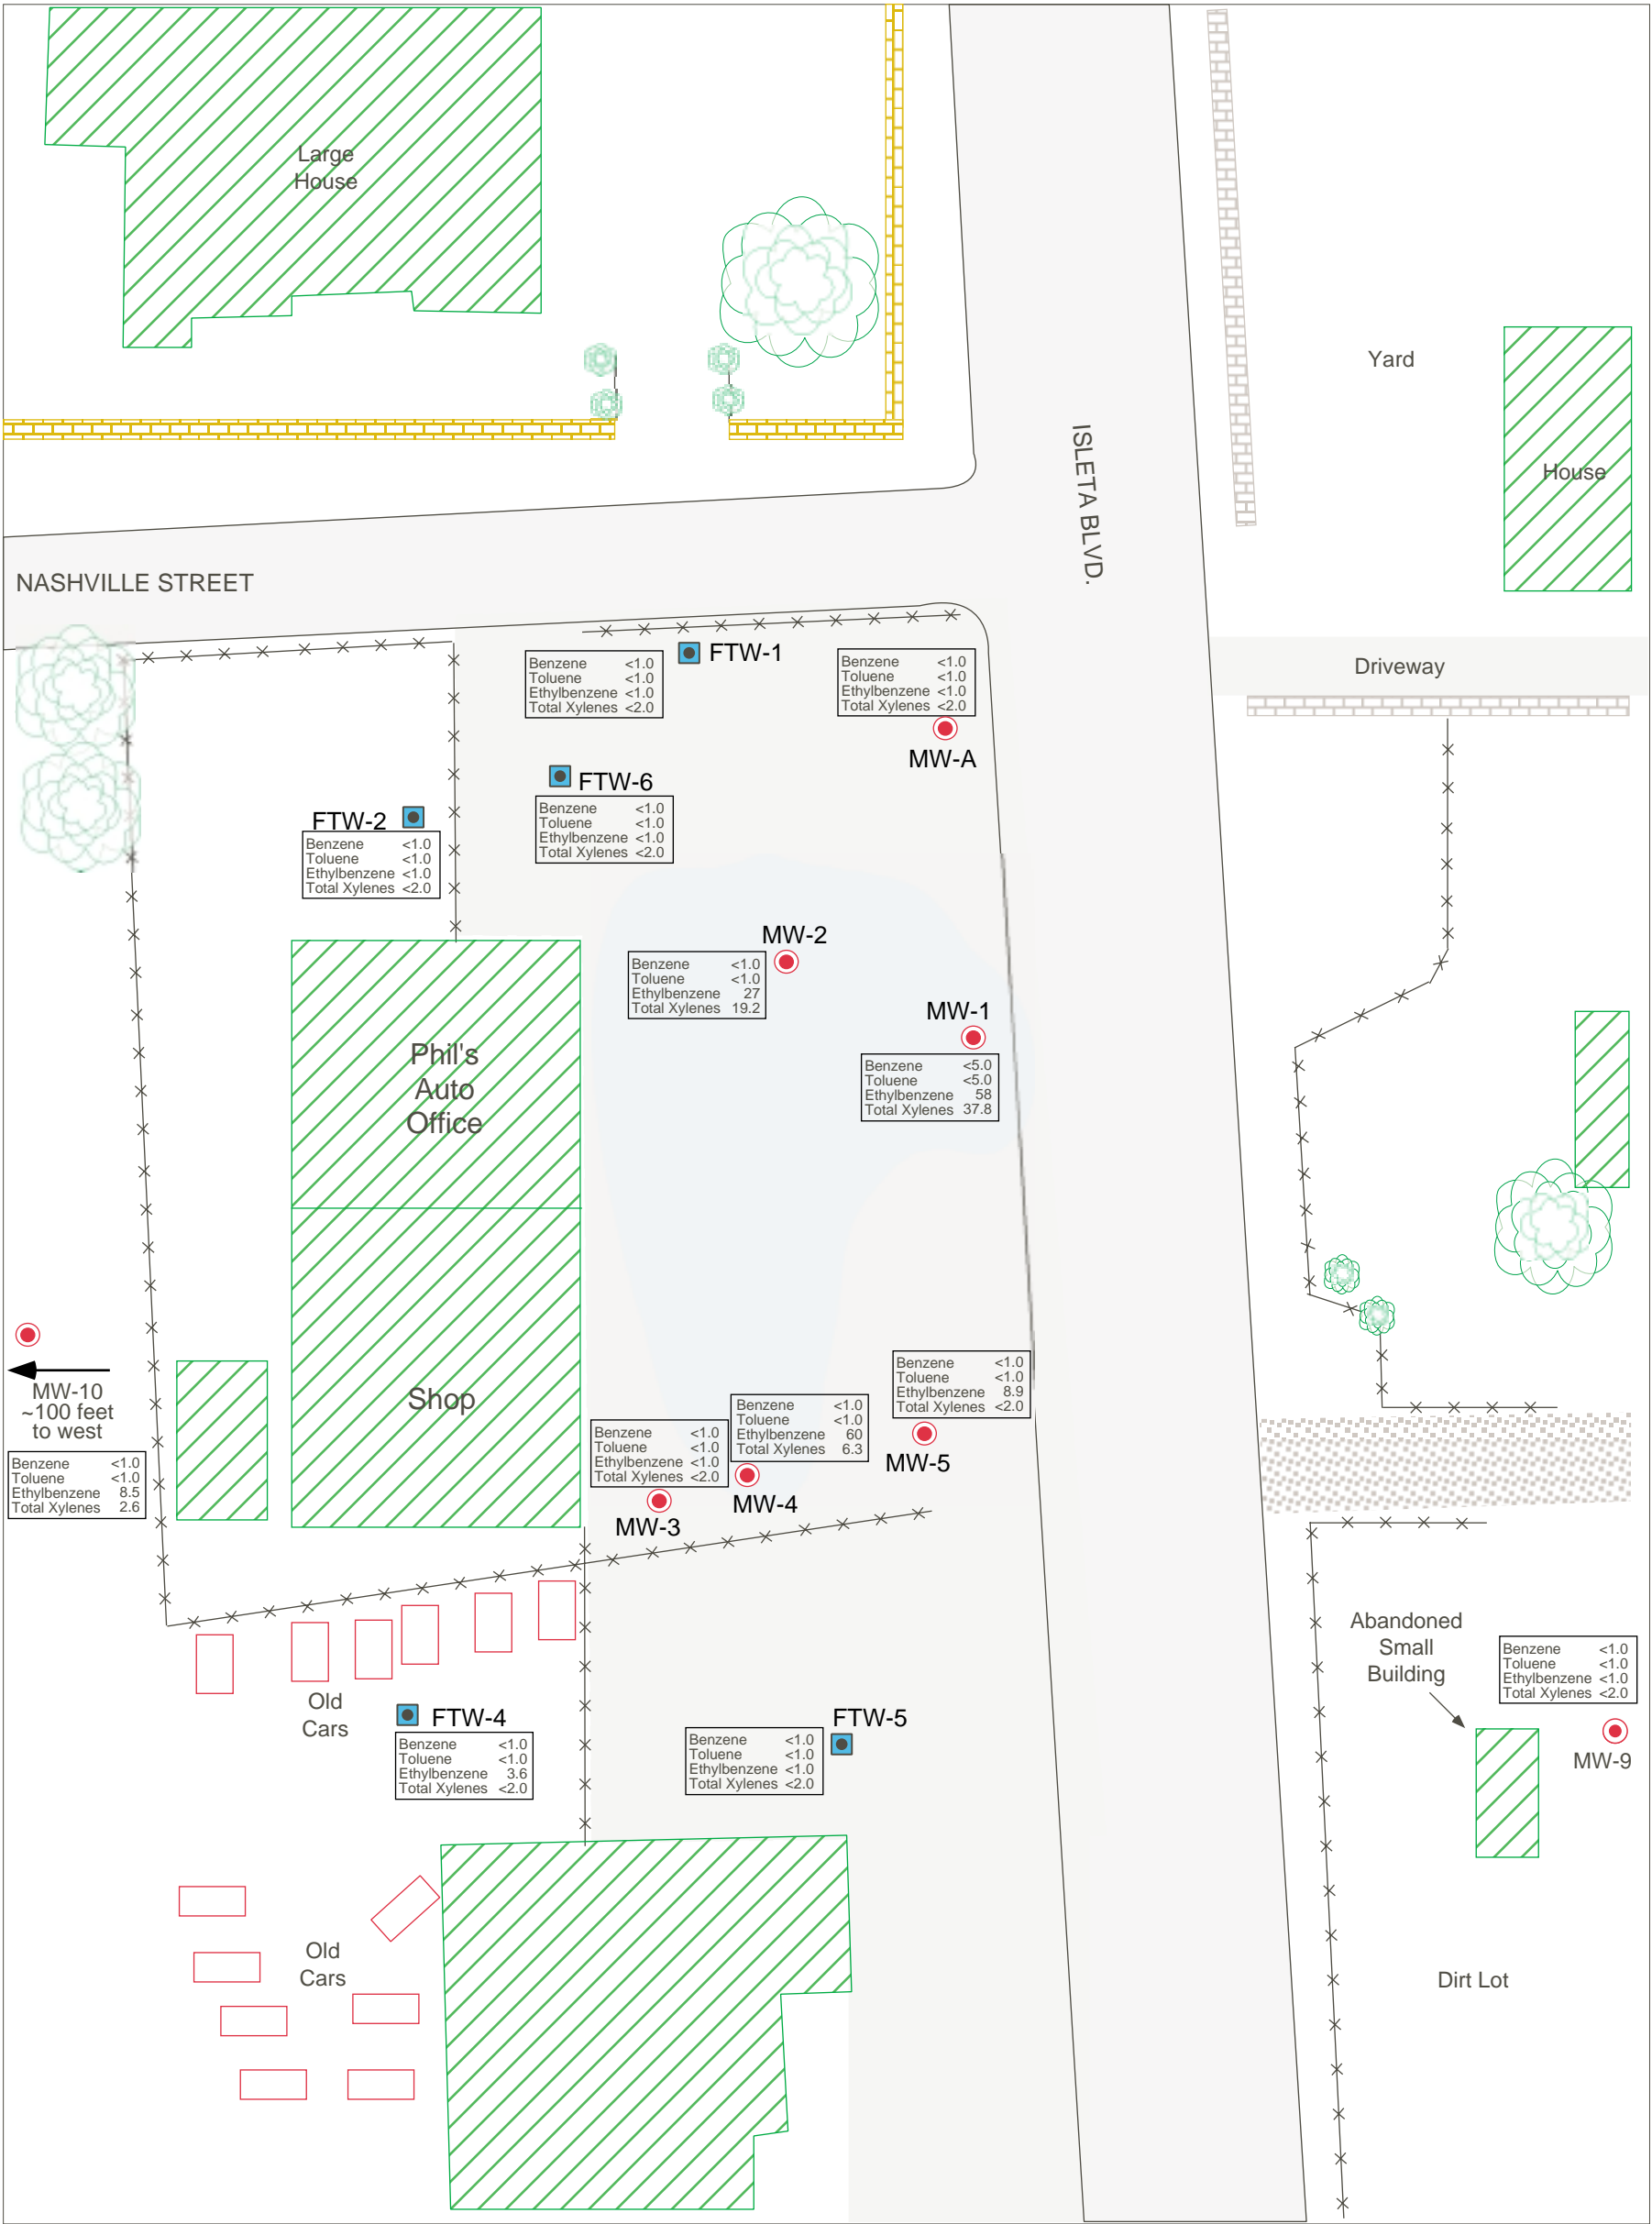 Large
House
Yard
House
ISLETA BLVD.
NASHVILLE STREET
FTW-1
Benzene <1.0
Toluene <1.0
Ethylbenzene <1.0
Total Xylenes <2.0
Benzene <1.0
Toluene <1.0
Ethylbenzene <1.0
Total Xylenes <2.0
MW-A
Driveway
FTW-6
Benzene <1.0
Toluene <1.0
Ethylbenzene <1.0
Total Xylenes <2.0
FTW-2
Benzene <1.0
Toluene <1.0
Ethylbenzene <1.0
Total Xylenes <2.0
MW-2
Benzene <1.0
Toluene <1.0
Ethylbenzene 27
Total Xylenes 19.2
MW-1
Benzene <5.0
Toluene <5.0
Ethylbenzene 58
Total Xylenes 37.8
Phil's
Auto
Office
Shop
MW-10
~100 feet
to west
Benzene <1.0
Toluene <1.0
Ethylbenzene 8.5
Total Xylenes 2.6
Benzene <1.0
Toluene <1.0
Ethylbenzene <1.0
Total Xylenes <2.0
MW-3
Benzene <1.0
Toluene <1.0
Ethylbenzene 60
Total Xylenes 6.3
MW-4
Benzene <1.0
Toluene <1.0
Ethylbenzene 8.9
Total Xylenes <2.0
MW-5
Abandoned
Small
Building
Benzene <1.0
Toluene <1.0
Ethylbenzene <1.0
Total Xylenes <2.0
MW-9
Old
Cars
FTW-4
Benzene <1.0
Toluene <1.0
Ethylbenzene 3.6
Total Xylenes <2.0
FTW-5
Benzene <1.0
Toluene <1.0
Ethylbenzene <1.0
Total Xylenes <2.0
Old
Cars
Dirt Lot